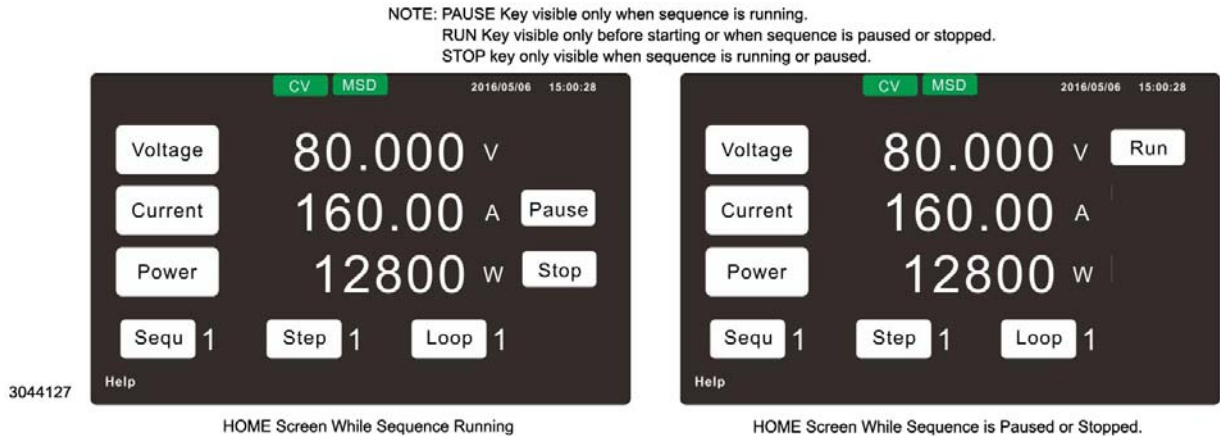 NOTE: PAUSE Key visible only when sequence is running.
RUN Key visible only before starting or when sequence is paused or stopped.
STOP key only visible when sequence is running or paused.
CV MSD 2016/05/06 15:00:28
Voltage 80.000 V
Current 160.00 A Pause
Power 12800 W Stop
Sequ 1 Step 1 Loop 1
Help
CV MSD 2016/05/06 15:00:28
Voltage 80.000 V Run
Current 160.00 A
Power 12800 W
Sequ 1 Step 1 Loop 1
Help
3044127
HOME Screen While Sequence Running
HOME Screen While Sequence is Paused or Stopped.